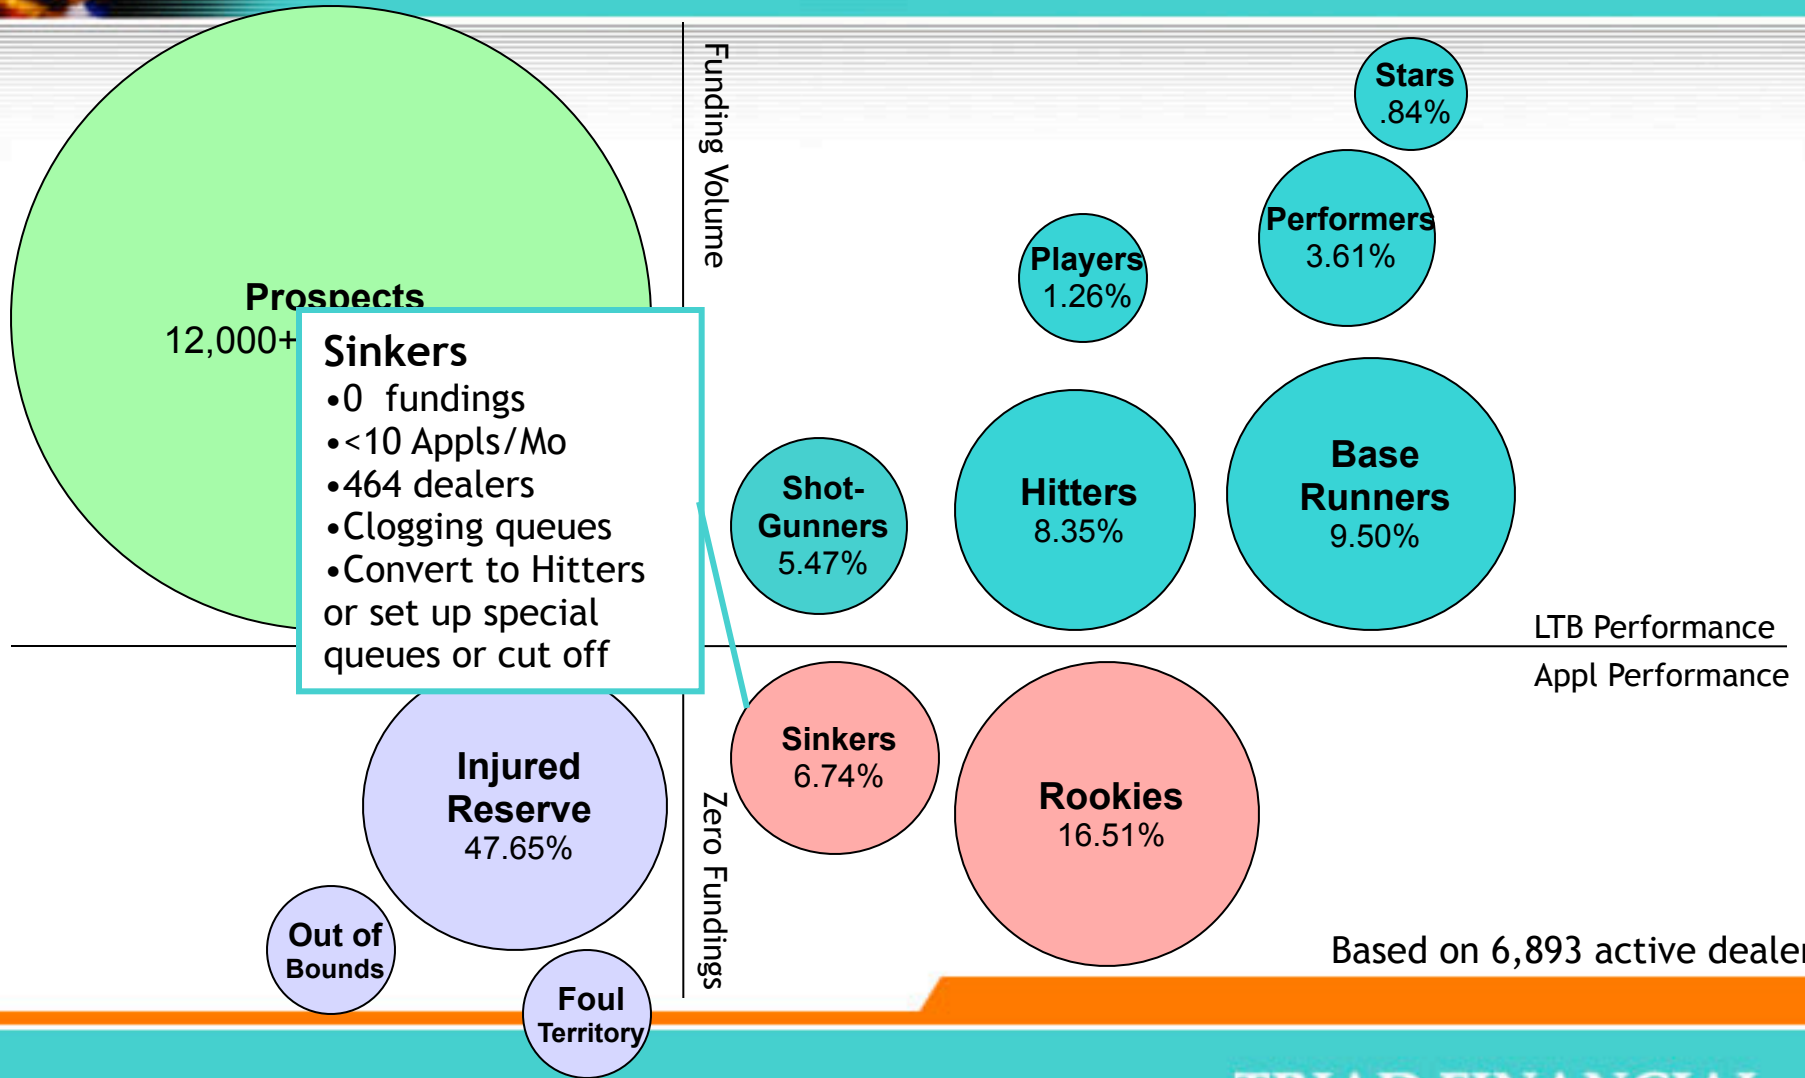 Funding Volume
Stars
.84%
Performers
3.61%
Players
1.26%
Prospects
12,000+
Sinkers
•0 fundings
•<10 Appls/Mo
•464 dealers
•Clogging queues
•Convert to Hitters
or set up special
queues or cut off
Shot-
Gunners
5.47%
Hitters
8.35%
Base
Runners
9.50%
LTB Performance
Appl Performance
Injured
Reserve
47.65%
Sinkers
6.74%
Rookies
16.51%
Zero Fundings
Out of
Bounds
Foul
Territory
Based on 6,893 active dealer
TRIAD FINANCIAL